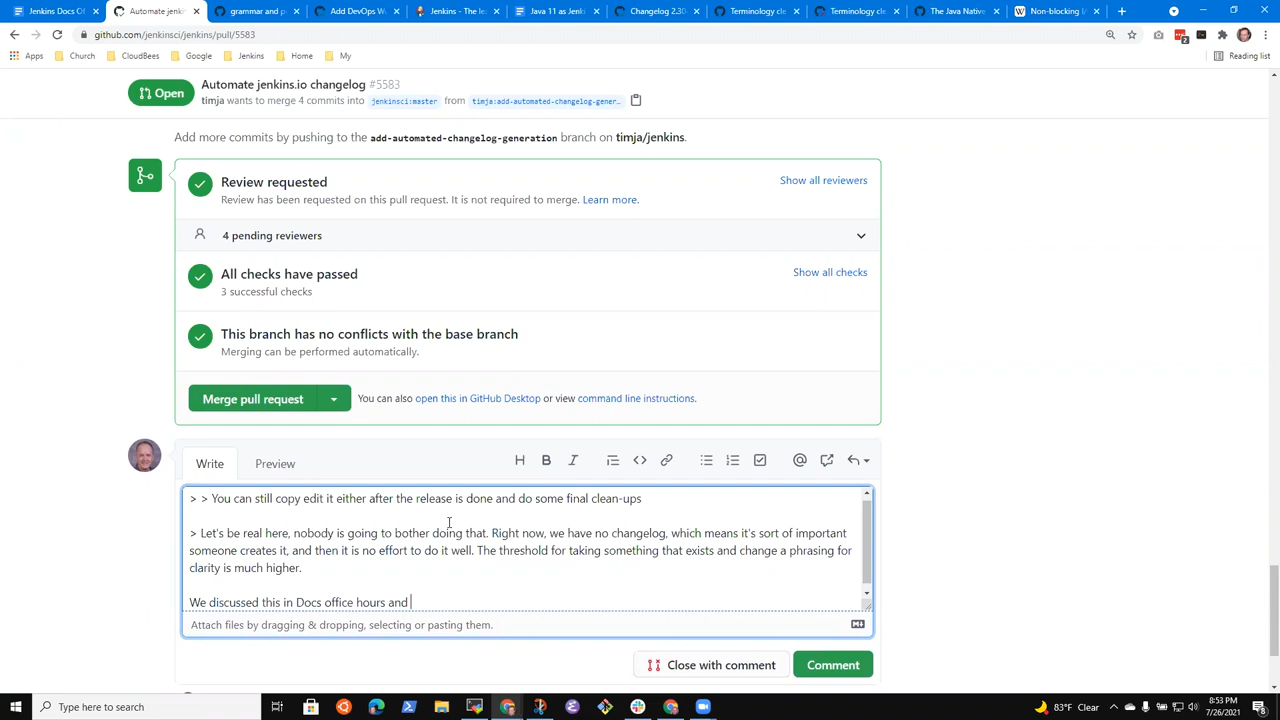 Jenkins Docs Of
Automate jenkins
grammar and p
Add DevOps W
Jenkins - The lea
Java 11 as Jenki
Changelog 2.30
Terminology cle
Terminology cle
The Java Native
Non-blocking I/
github.com/jenkinsci/jenkins/pull/5583
2
Apps
Church
CloudBees
Google
Jenkins
Home
My
Reading list
Open
Automate jenkins.io changelog #5583
timja wants to merge 4 commits into jenkinsci:master from timja:add-automated-changelog-gener…
Add more commits by pushing to the add-automated-changelog-generation branch on timja/jenkins.
Review requested
Show all reviewers
Review has been requested on this pull request. It is not required to merge. Learn more.
4 pending reviewers
All checks have passed
Show all checks
3 successful checks
This branch has no conflicts with the base branch
Merging can be performed automatically.
Merge pull request
You can also open this in GitHub Desktop or view command line instructions.
Write
Preview
> > You can still copy edit it either after the release is done and do some final clean-ups
> Let's be real here, nobody is going to bother doing that. Right now, we have no changelog, which means it's sort of important
someone creates it, and then it is no effort to do it well. The threshold for taking something that exists and change a phrasing for
clarity is much higher.
We discussed this in Docs office hours and
Attach files by dragging & dropping, selecting or pasting them.
Close with comment
Comment
Type here to search
83°F Clear
8:53 PM
7/26/2021